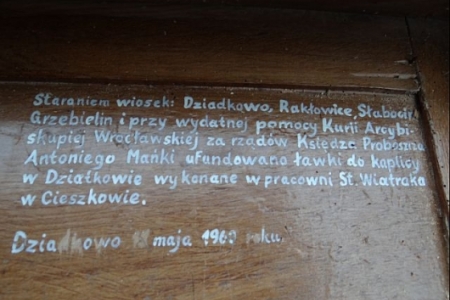 Staraniem wiosek: Dziadkowo, Rakłowice, Słabocin,
Grzebielin i przy wydatnej pomocy Kurii Arcybi-
skupiej Wrocławskiej za rządów Księdza Proboszcza
Antoniego Mańki ufundowano ławki do kaplicy
w Działkowie wykonane w pracowni St. Wiatraka
w Cieszkowie.
Dziadkowo maja roku.